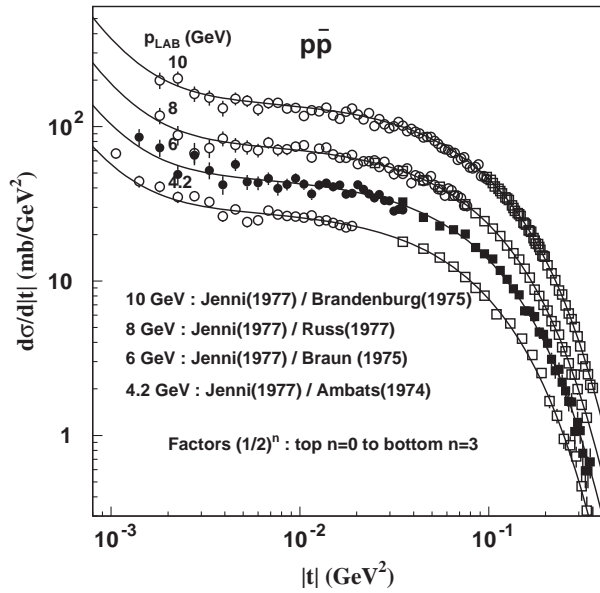 p_LAB (GeV)
pp̄
10
8
6
4.2
10^2
10
1
dσ/d|t| (mb/GeV^2)
10 GeV : Jenni(1977) / Brandenburg(1975)
8 GeV : Jenni(1977) / Russ(1977)
6 GeV : Jenni(1977) / Braun (1975)
4.2 GeV : Jenni(1977) / Ambats(1974)
Factors (1/2)^n : top n=0 to bottom n=3
10^-3
10^-2
10^-1
|t| (GeV^2)